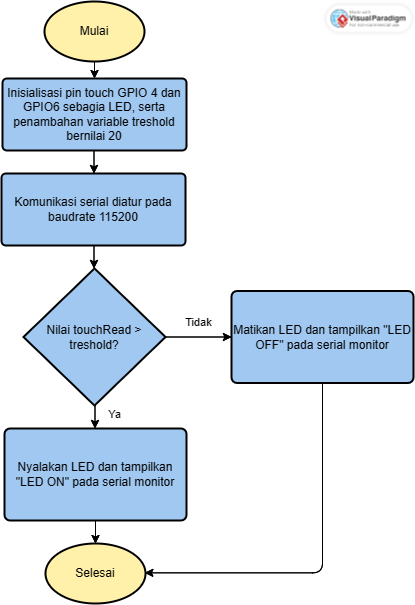 Made with
Visual Paradigm
For non-commercial use
Mulai
Inisialisasi pin touch GPIO 4 dan
GPIO6 sebagia LED, serta
penambahan variable treshold
bernilai 20
Komunikasi serial diatur pada
baudrate 115200
Nilai touchRead >
treshold?
Tidak
Matikan LED dan tampilkan "LED
OFF" pada serial monitor
Ya
Nyalakan LED dan tampilkan
"LED ON" pada serial monitor
Selesai